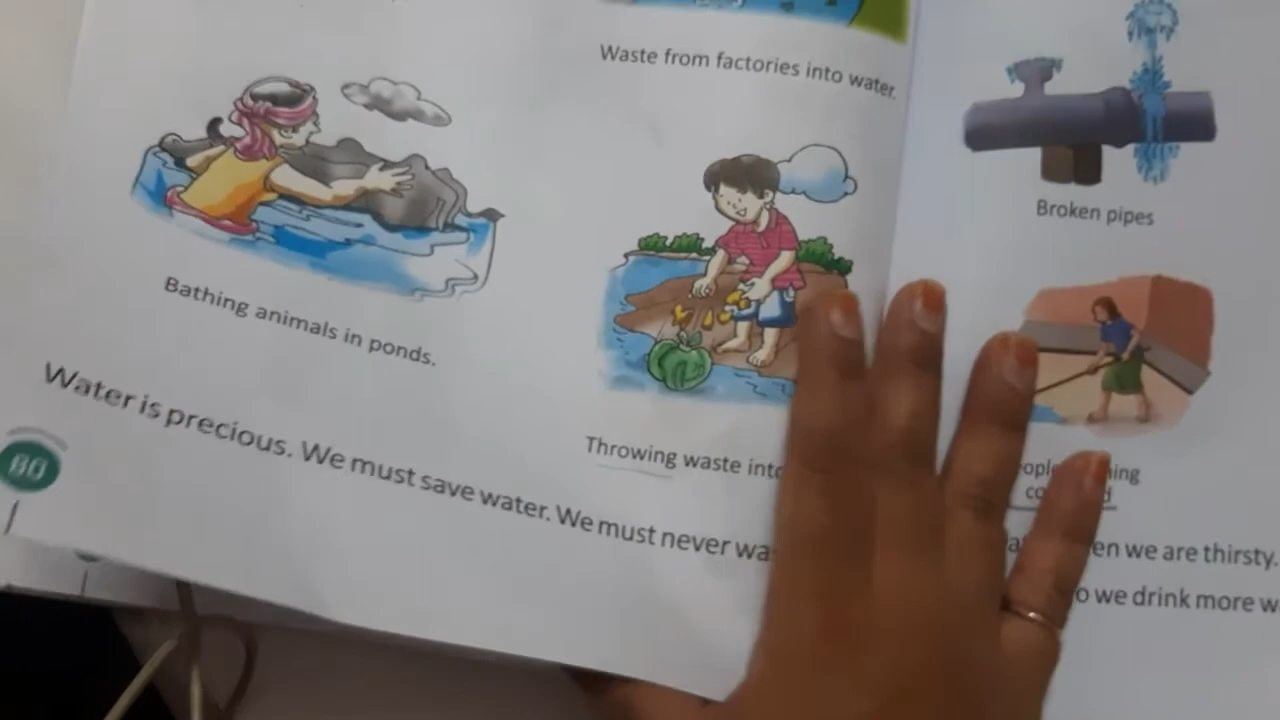 Waste from factories into water.
Bathing animals in ponds.
Throwing waste into
Water is precious. We must save water. We must never
80
Broken pipes
en we are thirsty.
o we drink more w